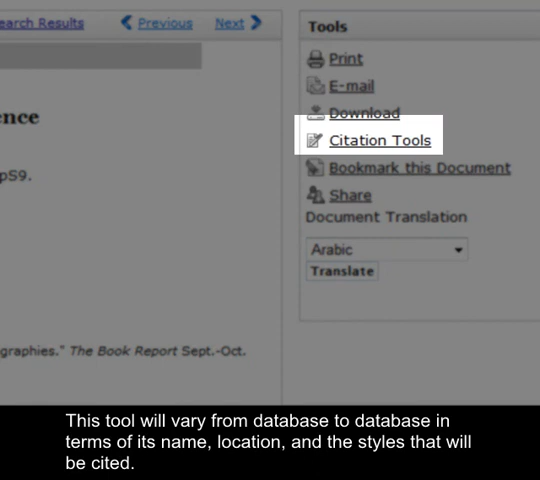 earch Results
Previous
Next
Tools
Print
E-mail
nce
Download
Citation Tools
pS9.
Bookmark this Document
Share
Document Translation
Arabic
Translate
graphies." The Book Report Sept.-Oct.
This tool will vary from database to database in
terms of its name, location, and the styles that will
be cited.